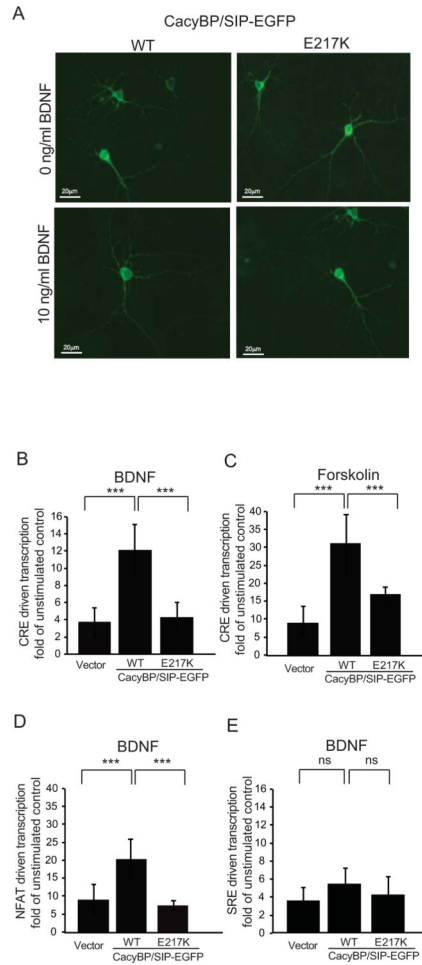 A
CacyBP/SIP-EGFP
WT E217K
0 ng/ml BDNF
20µm
20µm
10 ng/ml BDNF
20µm
20µm
B
BDNF
*** ***
CRE driven transcription
fold of unstimulated control
16
14
12
10
8
6
4
2
0
Vector WT E217K
CacyBP/SIP-EGFP
C
Forskolin
*** ***
CRE driven transcription
fold of unstimulated control
40
35
30
25
20
15
10
5
0
Vector WT E217K
CacyBP/SIP-EGFP
D
BDNF
*** ***
NFAT driven transcription
fold of unstimulated control
40
35
30
25
20
15
10
5
0
Vector WT E217K
CacyBP/SIP-EGFP
E
BDNF
ns ns
SRE driven transcription
fold of unstimulated control
16
14
12
10
8
6
4
2
0
Vector WT E217K
CacyBP/SIP-EGFP